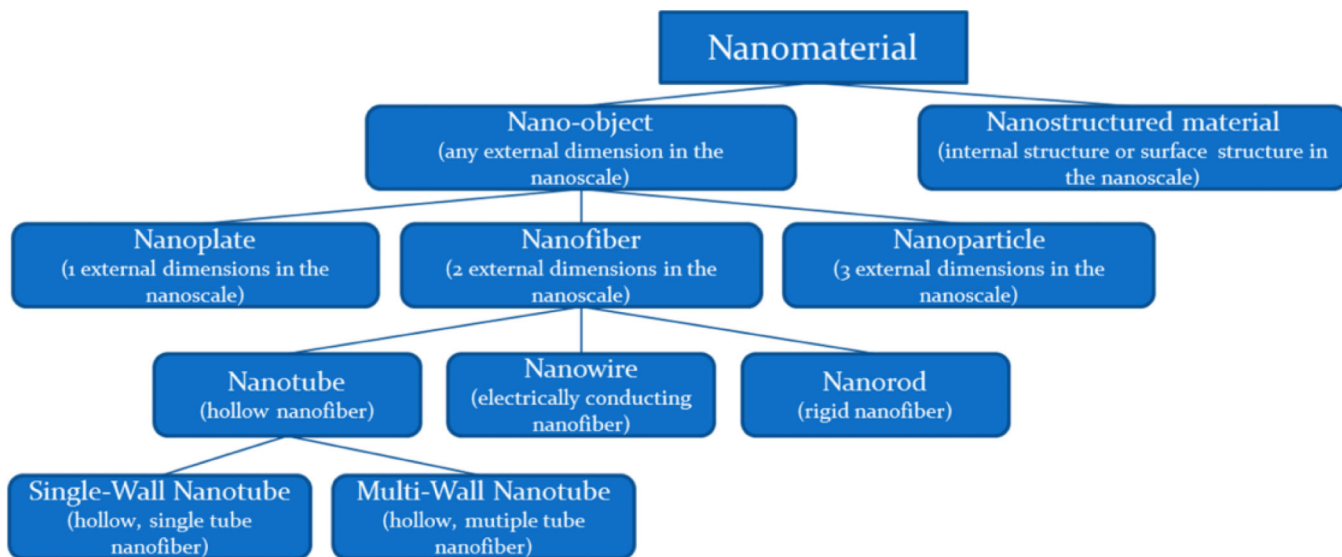 Nanomaterial
Nano-object
(any external dimension in the
nanoscale)
Nanostructured material
(internal structure or surface structure in
the nanoscale)
Nanoplate
(1 external dimensions in the
nanoscale)
Nanofiber
(2 external dimensions in the
nanoscale)
Nanoparticle
(3 external dimensions in the
nanoscale)
Nanotube
(hollow nanofiber)
Nanowire
(electrically conducting
nanofiber)
Nanorod
(rigid nanofiber)
Single-Wall Nanotube
(hollow, single tube
nanofiber)
Multi-Wall Nanotube
(hollow, mutiple tube
nanofiber)